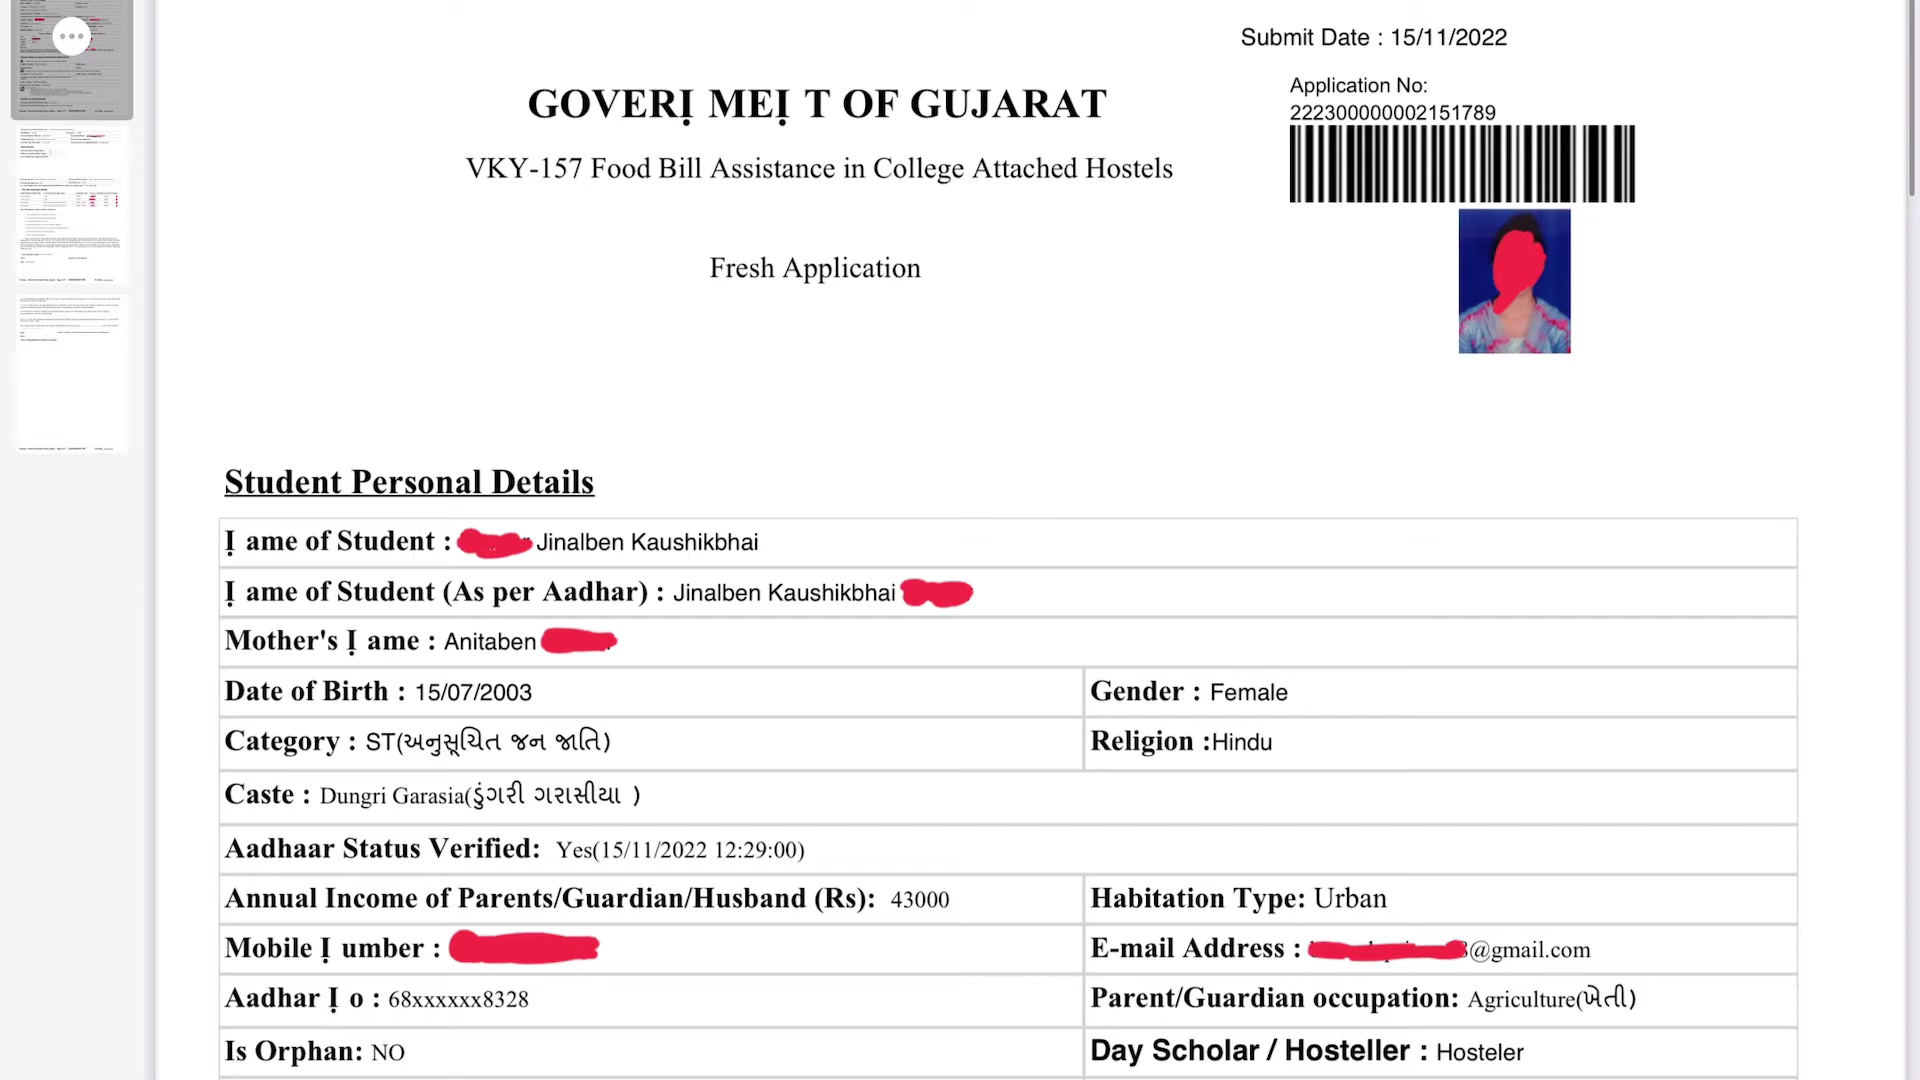 Submit Date : 15/11/2022
Application No:
222300000002151789
GOVERỊ MEỊ T OF GUJARAT
VKY-157 Food Bill Assistance in College Attached Hostels
Fresh Application
Student Personal Details
Ị ame of Student : Jinalben Kaushikbhai
Ị ame of Student (As per Aadhar) : Jinalben Kaushikbhai
Mother's Ị ame : Anitaben
Date of Birth : 15/07/2003
Gender : Female
Category : ST(અનુસૂચિત જન જાતિ)
Religion :Hindu
Caste : Dungri Garasia(ડુંગરી ગરાસીયા )
Aadhaar Status Verified: Yes(15/11/2022 12:29:00)
Annual Income of Parents/Guardian/Husband (Rs): 43000
Habitation Type: Urban
Mobile Ị umber :
E-mail Address : @gmail.com
Aadhar Ị o : 68xxxxxx8328
Parent/Guardian occupation: Agriculture(ખેતી)
Is Orphan: NO
Day Scholar / Hosteller : Hosteler